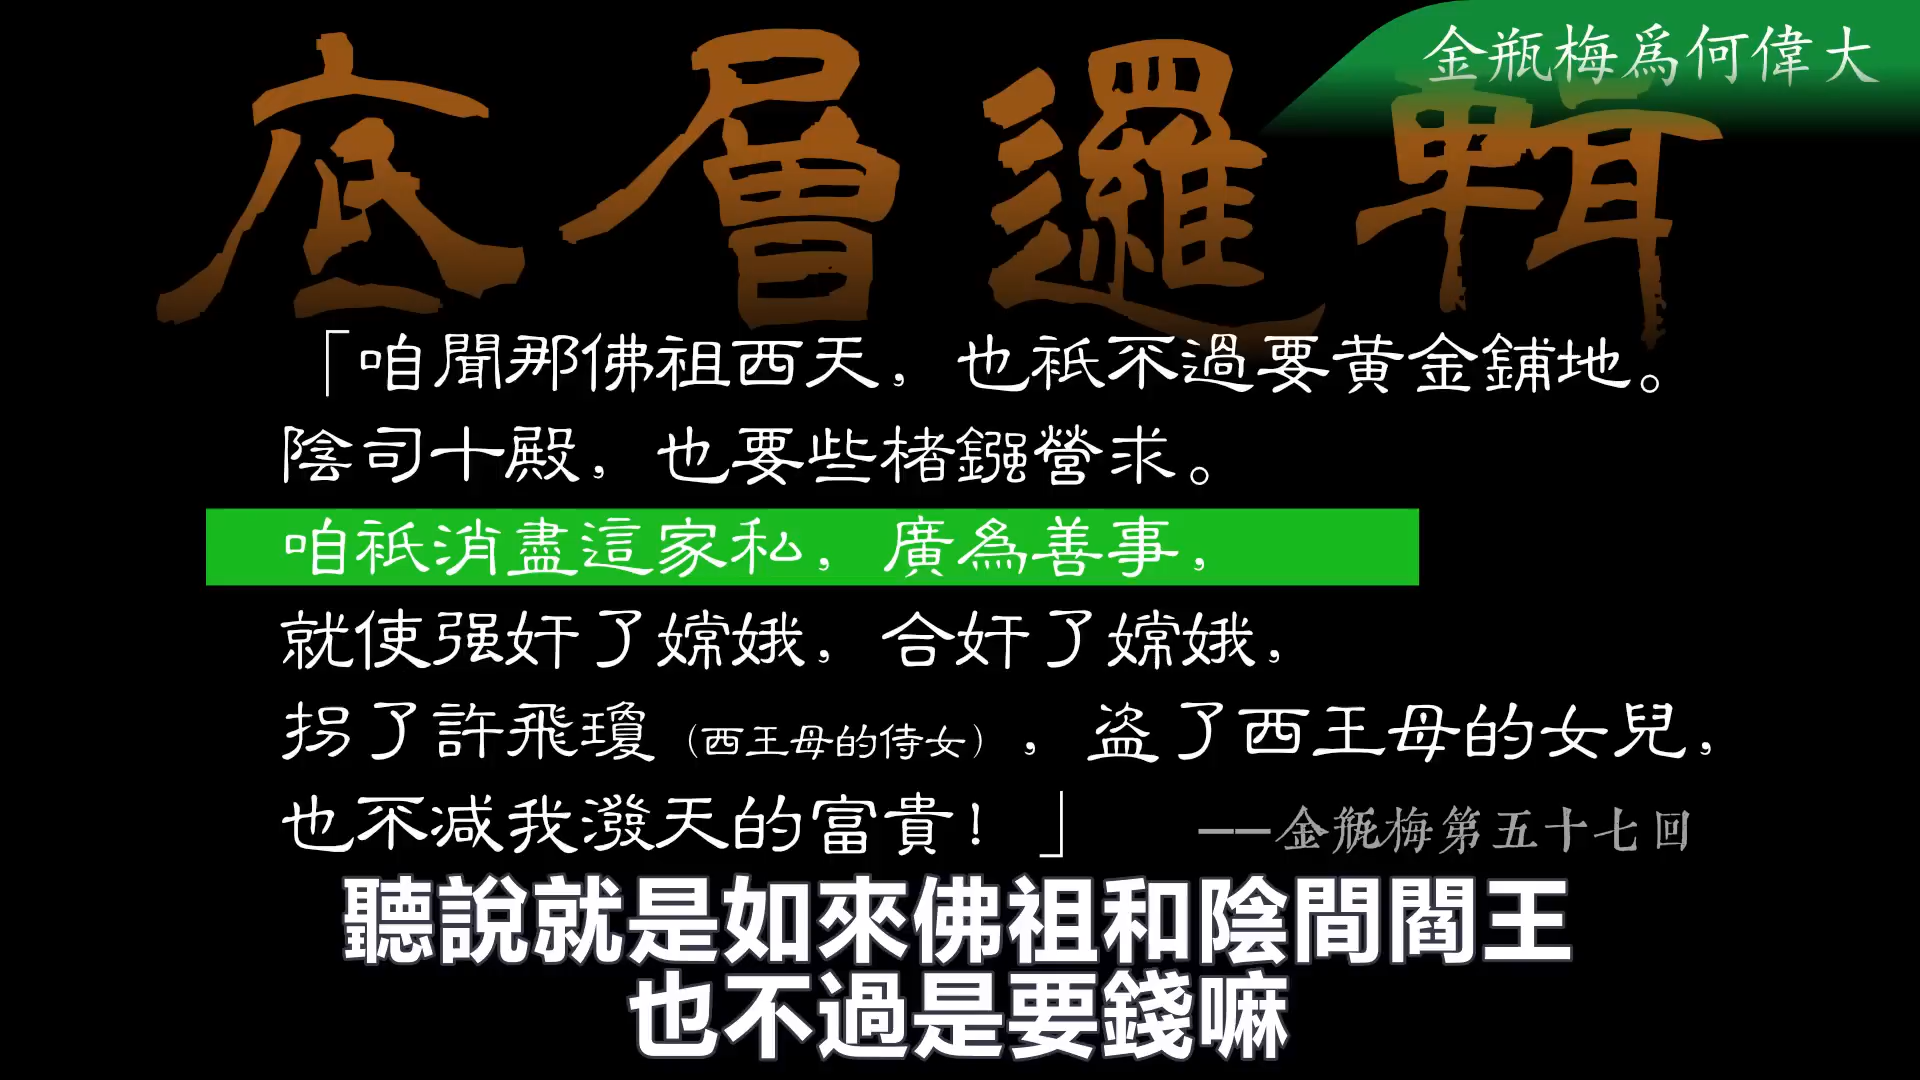 金瓶梅爲何偉大
底層邏輯
「咱聞那佛祖西天，也祇不過要黃金鋪地。
陰司十殿，也要些楮鏹營求。
咱祇消盡這家私，廣爲善事，
就使强奸了嫦娥，合奸了嫦娥，
拐了許飛瓊（西王母的侍女），盗了西王母的女兒，
也不减我潑天的富貴！」
——金瓶梅第五十七回
聽說就是如來佛祖和陰間閻王
也不過是要錢嘛